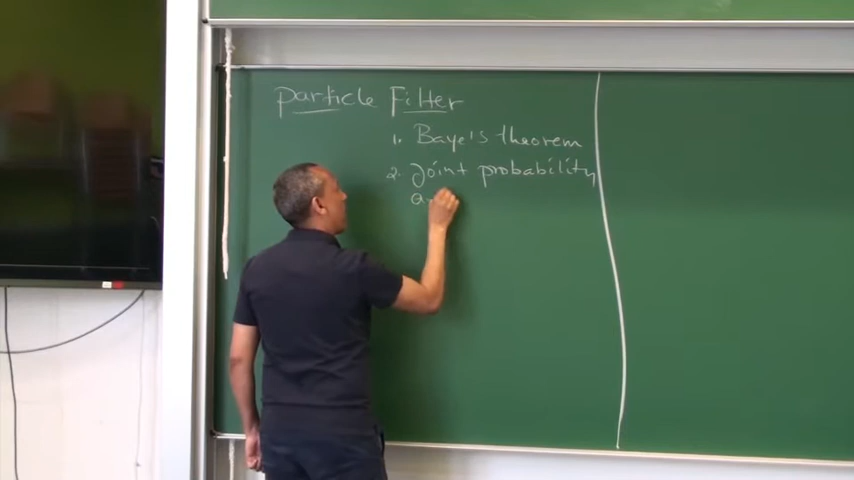 Particle Filter
1. Baye's theorem
2. Joint probability